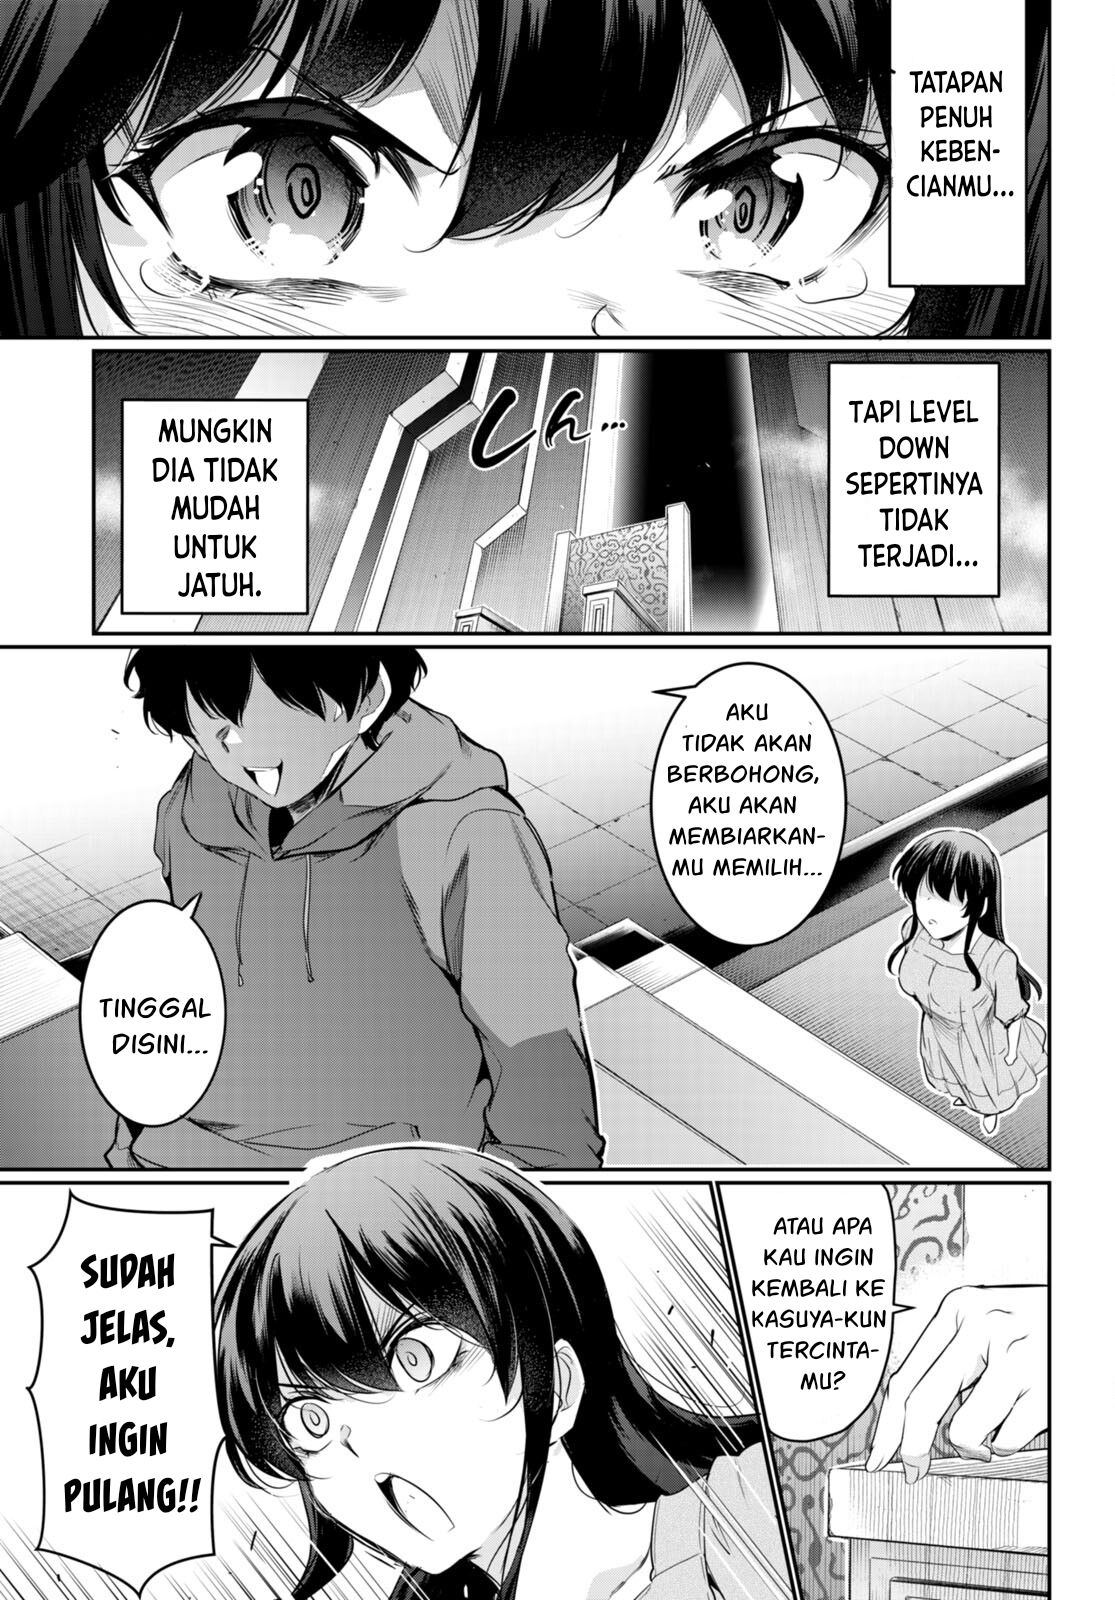 TATAPAN
PENUH
KEBEN-
CIANMU...
TAPI LEVEL
DOWN
SEPERTINYA
TIDAK
TERJADI...
しん…
MUNGKIN
DIA TIDAK
MUDAH
UNTUK
JATUH.
AKU
TIDAK AKAN
BERBOHONG,
AKU AKAN
MEMBIARKAN-
MU MEMILIH...
TINGGAL
DISINI...
ATAU APA
KAU INGIN
KEMBALI KE
KASUYA-KUN
TERCINTA-
MU?
SUDAH
JELAS,
AKU
INGIN
PULANG!!